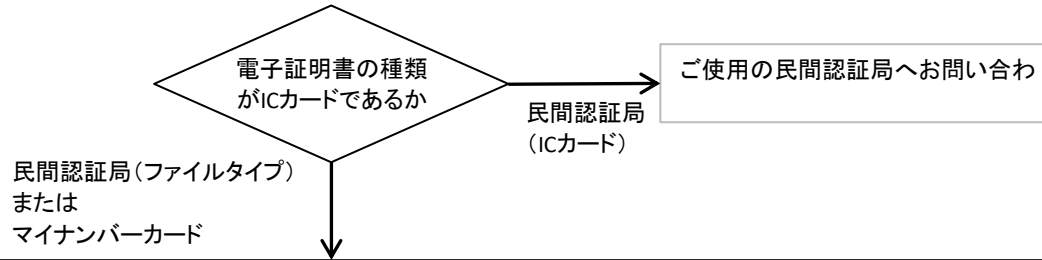 電子証明書の種類
がICカードであるか
ご使用の民間認証局へお問い合わ
民間認証局
（ICカード）
民間認証局（ファイルタイプ）
または
マイナンバーカード